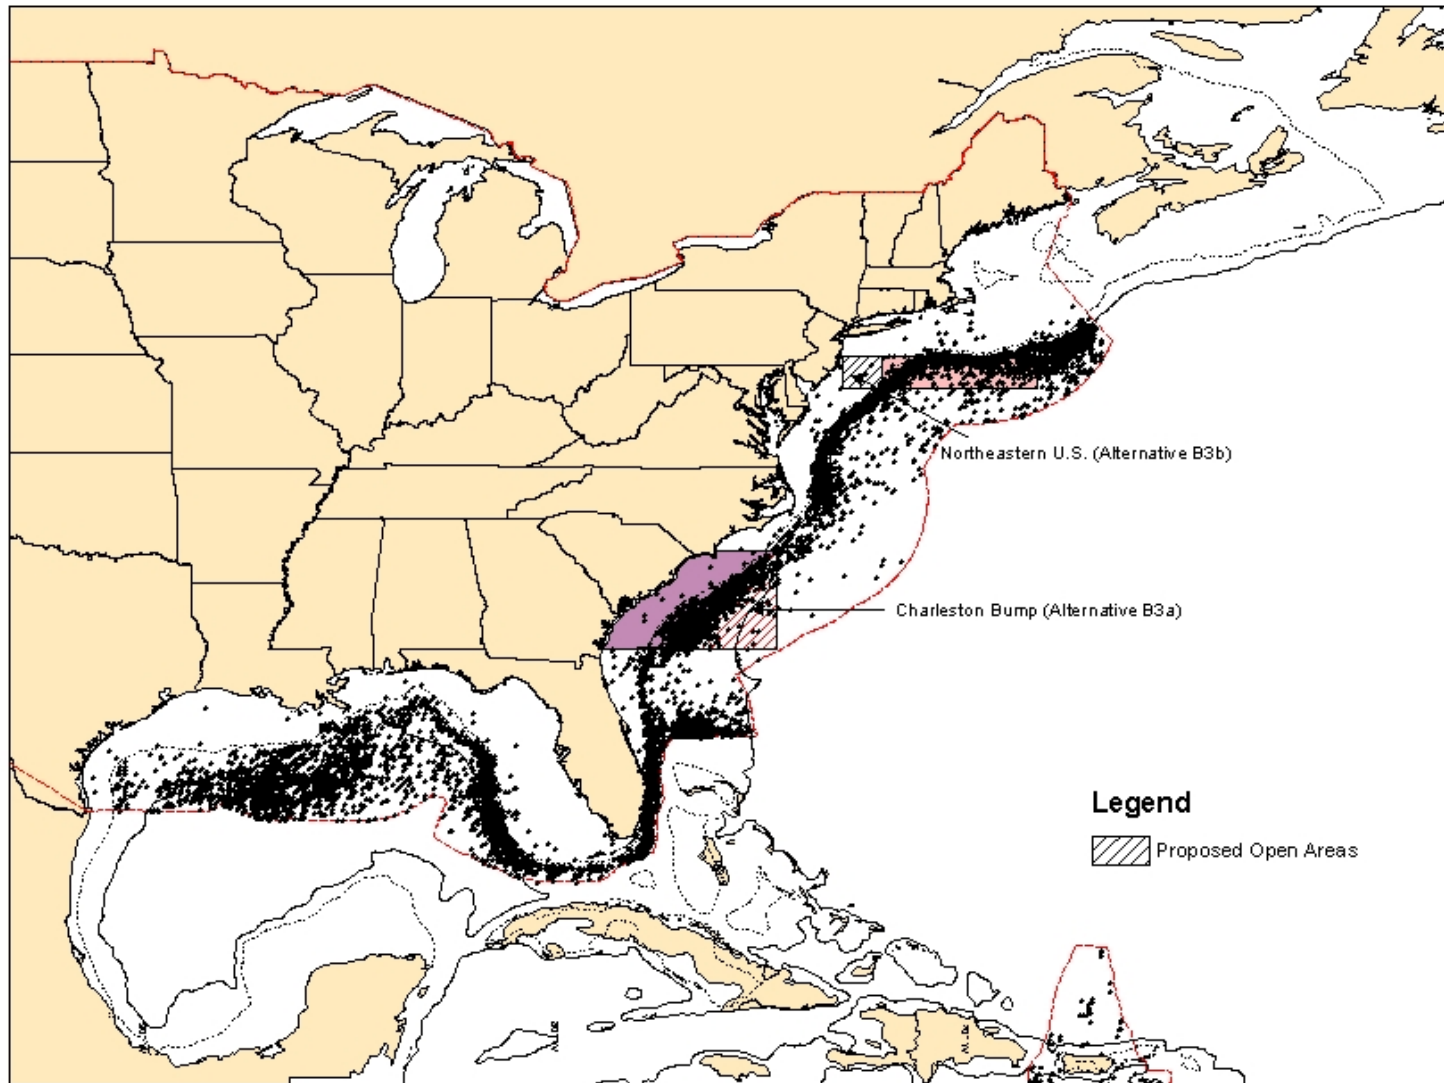 Northeastern U.S. (Alternative B3b)
Charleston Bump (Alternative B3a)
Legend
Proposed Open Areas